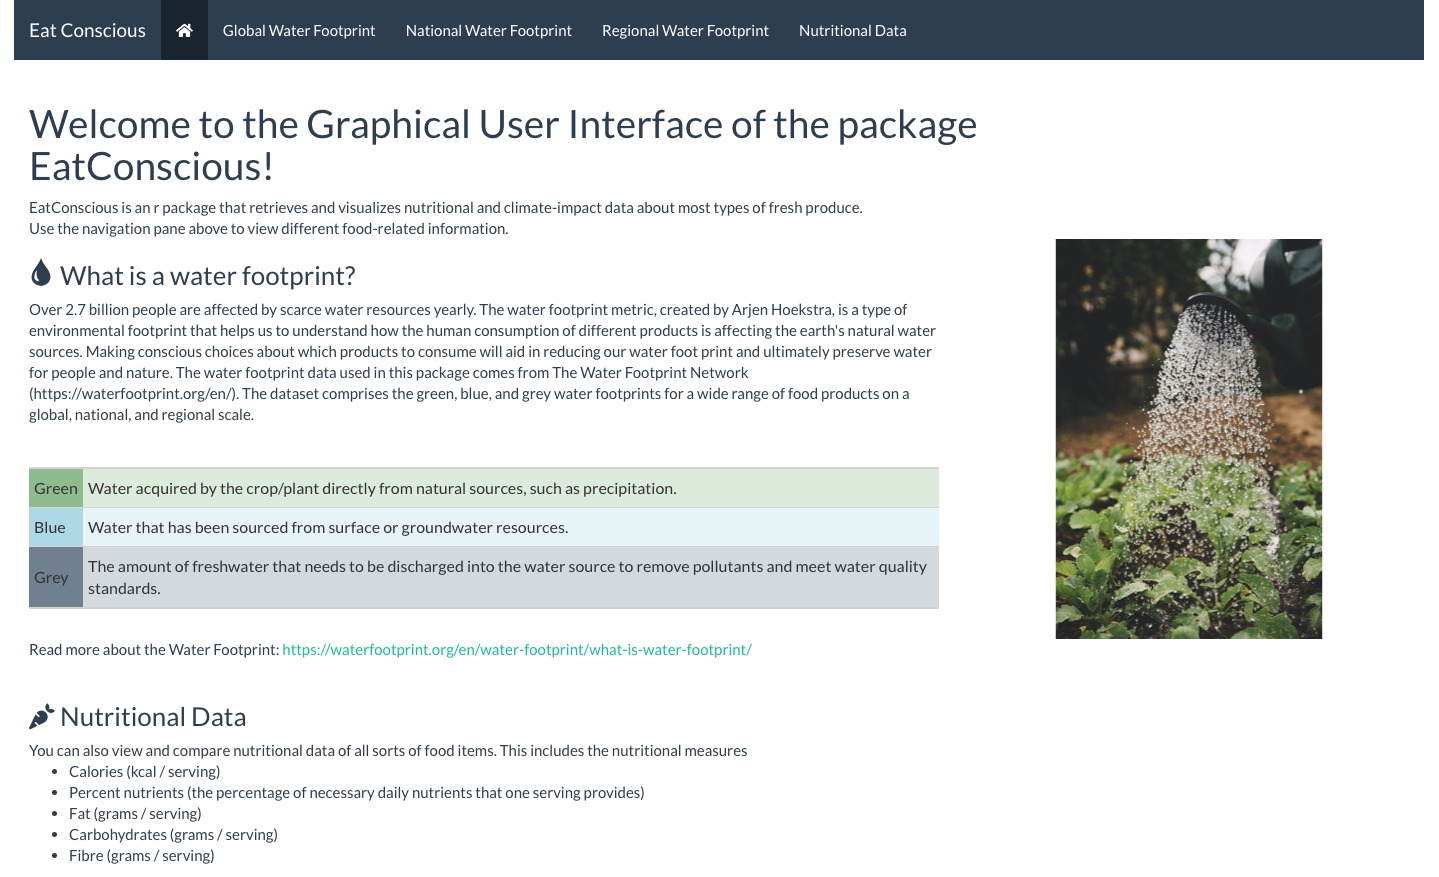 Eat Conscious Global Water Footprint National Water Footprint Regional Water Footprint Nutritional Data
Welcome to the Graphical User Interface of the package
EatConscious!
EatConscious is an r package that retrieves and visualizes nutritional and climate-impact data about most types of fresh produce.
Use the navigation pane above to view different food-related information.
What is a water footprint?
Over 2.7 billion people are affected by scarce water resources yearly. The water footprint metric, created by Arjen Hoekstra, is a type of
environmental footprint that helps us to understand how the human consumption of different products is affecting the earth's natural water
sources. Making conscious choices about which products to consume will aid in reducing our water foot print and ultimately preserve water
for people and nature. The water footprint data used in this package comes from The Water Footprint Network
(https://waterfootprint.org/en/). The dataset comprises the green, blue, and grey water footprints for a wide range of food products on a
global, national, and regional scale.
Green Water acquired by the crop/plant directly from natural sources, such as precipitation.
Blue Water that has been sourced from surface or groundwater resources.
Grey The amount of freshwater that needs to be discharged into the water source to remove pollutants and meet water quality
standards.
Read more about the Water Footprint: https://waterfootprint.org/en/water-footprint/what-is-water-footprint/
Nutritional Data
You can also view and compare nutritional data of all sorts of food items. This includes the nutritional measures
• Calories (kcal / serving)
• Percent nutrients (the percentage of necessary daily nutrients that one serving provides)
• Fat (grams / serving)
• Carbohydrates (grams / serving)
• Fibre (grams / serving)